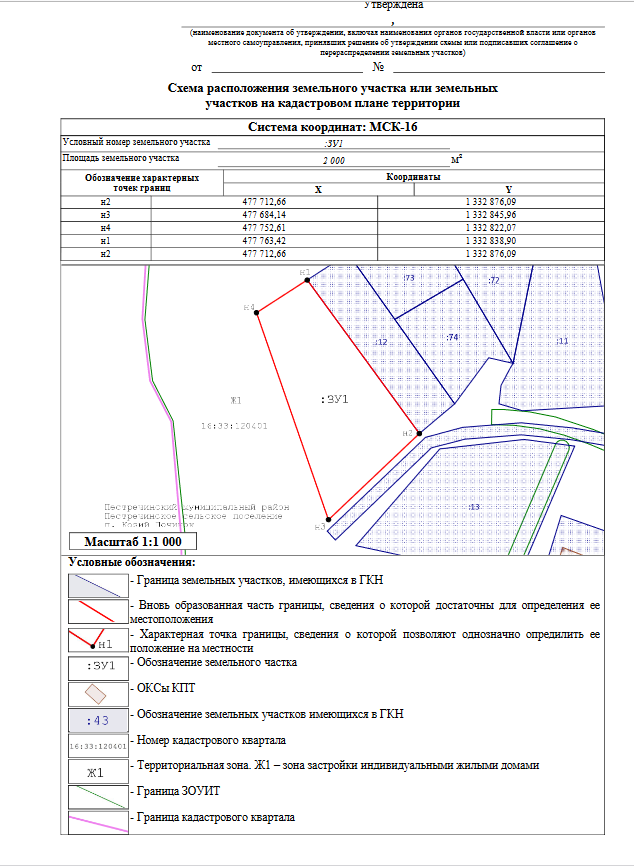 Утверждена
,
(наименование документа об утверждении, включая наименования органов государственной власти или органов
местного самоуправления, принявших решение об утверждении схемы или подписавших соглашение о
перераспределении земельных участков)
от №
Схема расположения земельного участка или земельных
участков на кадастровом плане территории
Система координат: МСК-16
Условный номер земельного участка :ЗУ1
Площадь земельного участка 2 000 м²
Обозначение характерных точек границ Координаты
X Y
н2 477 712,66 1 332 876,09
н3 477 684,14 1 332 845,96
н4 477 752,61 1 332 822,07
н1 477 763,42 1 332 838,90
н2 477 712,66 1 332 876,09
н1
:73
:72
н4
:12
:74
:11
Ж1
:ЗУ1
16:33:120401
н2
:13
н3
Пестречинский муниципальный район
Пестречинское сельское поселение
п. Козий Починок
Масштаб 1:1 000
Условные обозначения:
- Граница земельных участков, имеющихся в ГКН
- Вновь образованная часть границы, сведения о которой достаточны для определения ее
местоположения
н1 - Характерная точка границы, сведения о которой позволяют однозначно опредилить ее
положение на местности
:ЗУ1 - Обозначение земельного частка
- ОКСы КПТ
:43 - Обозначение земельных участков имеющихся в ГКН
16:33:120401 - Номер кадастрового квартала
Ж1 - Территориальная зона. Ж1 – зона застройки индивидуальными жилыми домами
- Граница ЗОУИТ
- Граница кадастрового квартала